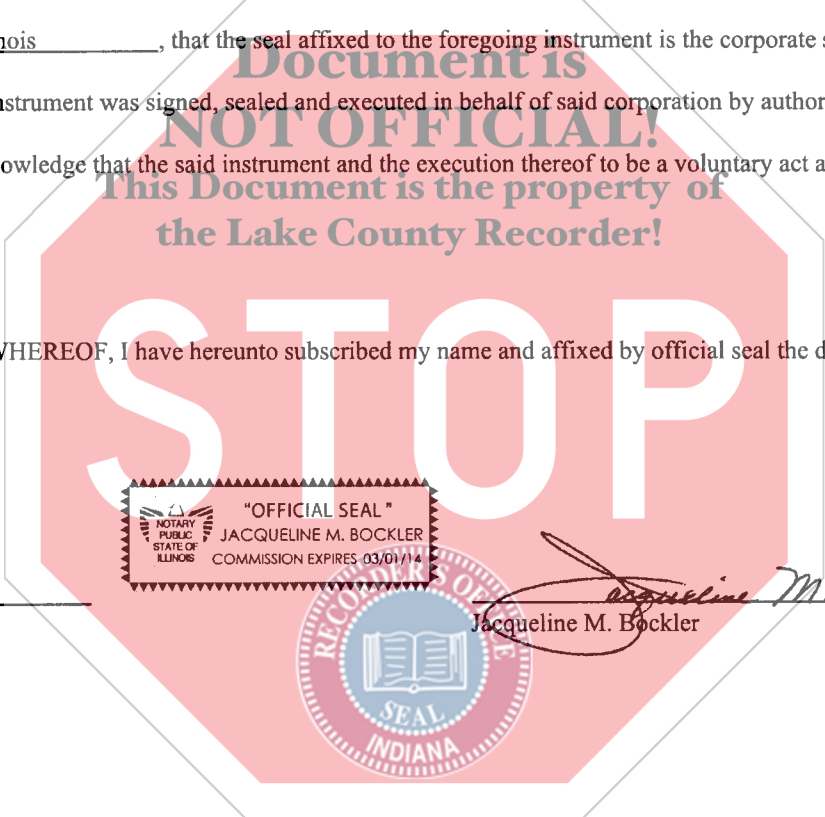 nois, that the seal affixed to the foregoing instrument is the corporate s
Document is
nstrument was signed, sealed and executed in behalf of said corporation by author
NOT OFFICIAL!
owledge that the said instrument and the execution thereof to be a voluntary act a
This Document is the property of
the Lake County Recorder!
STOP
WHEREOF, I have hereunto subscribed my name and affixed by official seal the d
"OFFICIAL SEAL"
JACQUELINE M. BOCKLER
COMMISSION EXPIRES 03/01/14
NOTARY
PUBLIC
STATE OF
ILLINOIS
Jacqueline M
Jacqueline M. Bockler
RECORDER'S OFFICE
SEAL
INDIANA